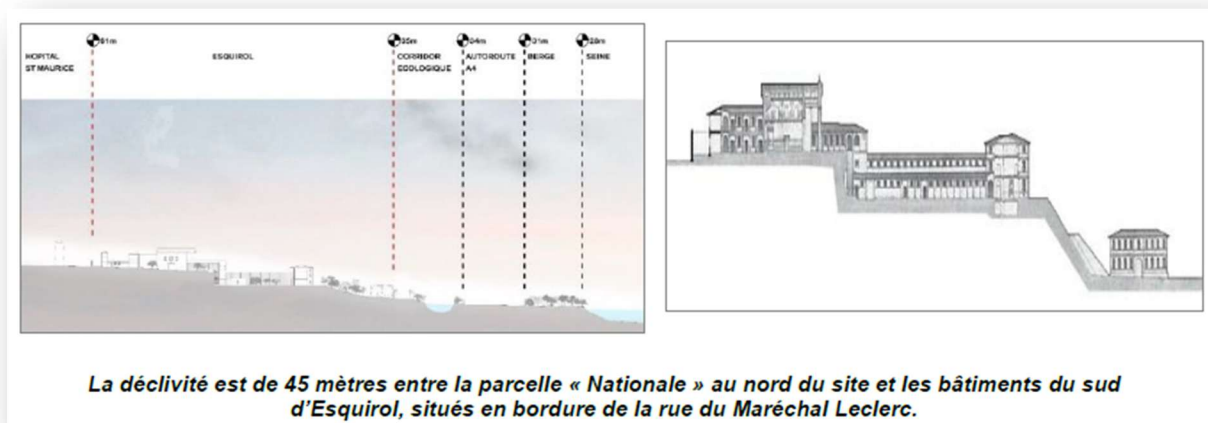 61m
35m
34m
31m
28m
HOPITAL
ST MAURICE
ESQUIROL
CORRIDOR
ECOLOGIQUE
AUTOROUTE
A4
BERGE
SEINE
La déclivité est de 45 mètres entre la parcelle « Nationale » au nord du site et les bâtiments du sud
d’Esquirol, situés en bordure de la rue du Maréchal Leclerc.